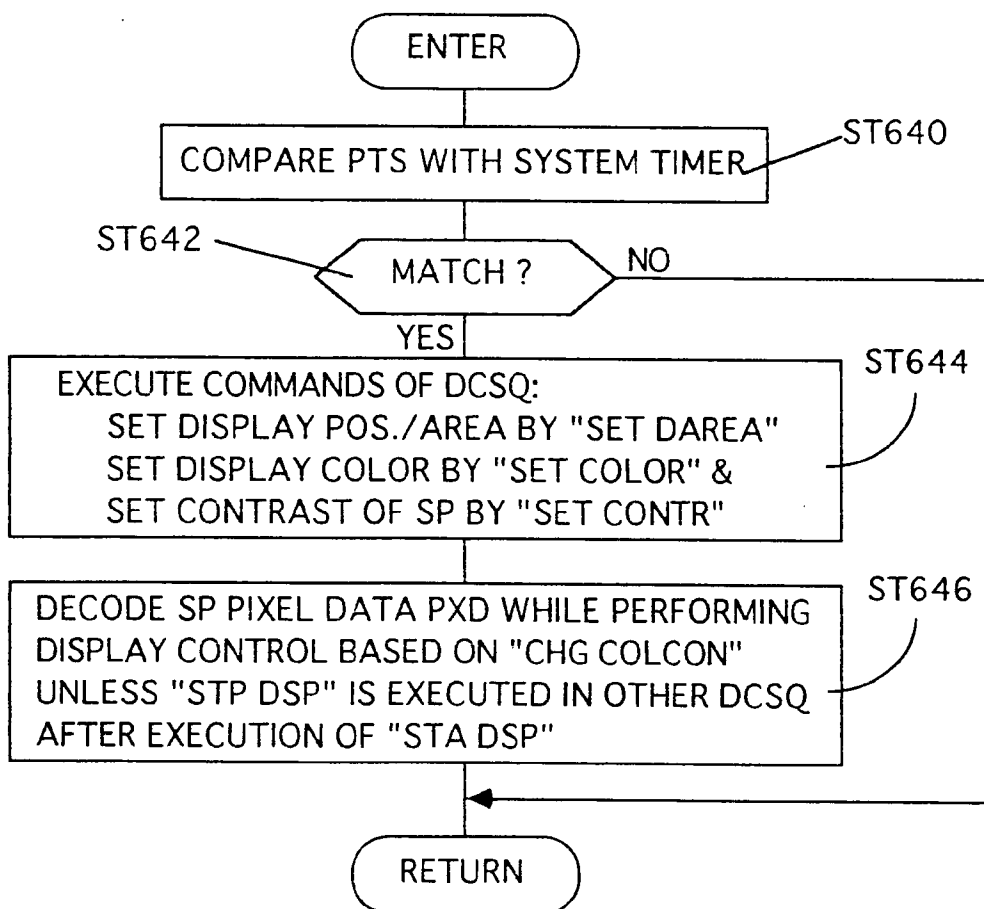 ENTER
ST640
COMPARE PTS WITH SYSTEM TIMER
ST642
MATCH ?
NO
YES
ST644
EXECUTE COMMANDS OF DCSQ:
SET DISPLAY POS./AREA BY "SET DAREA"
SET DISPLAY COLOR BY "SET COLOR" &
SET CONTRAST OF SP BY "SET CONTR"
ST646
DECODE SP PIXEL DATA PXD WHILE PERFORMING
DISPLAY CONTROL BASED ON "CHG COLCON"
UNLESS "STP DSP" IS EXECUTED IN OTHER DCSQ
AFTER EXECUTION OF "STA DSP"
RETURN